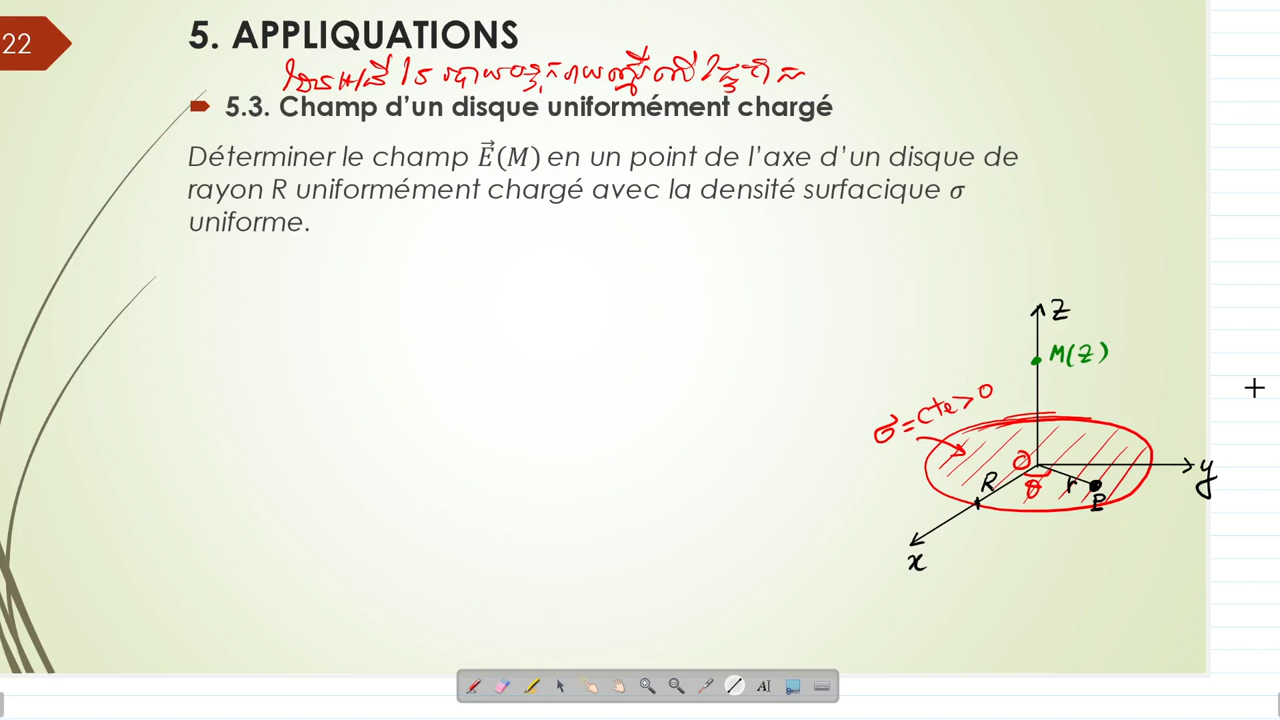 22
5. APPLIQUATIONS
5.3. Champ d’un disque uniformément chargé
Déterminer le champ E⃗(M) en un point de l’axe d’un disque de
rayon R uniformément chargé avec la densité surfacique σ
uniforme.
z
M(z)
σ = cte > 0
O
y
R
θ
r
P
x
AI